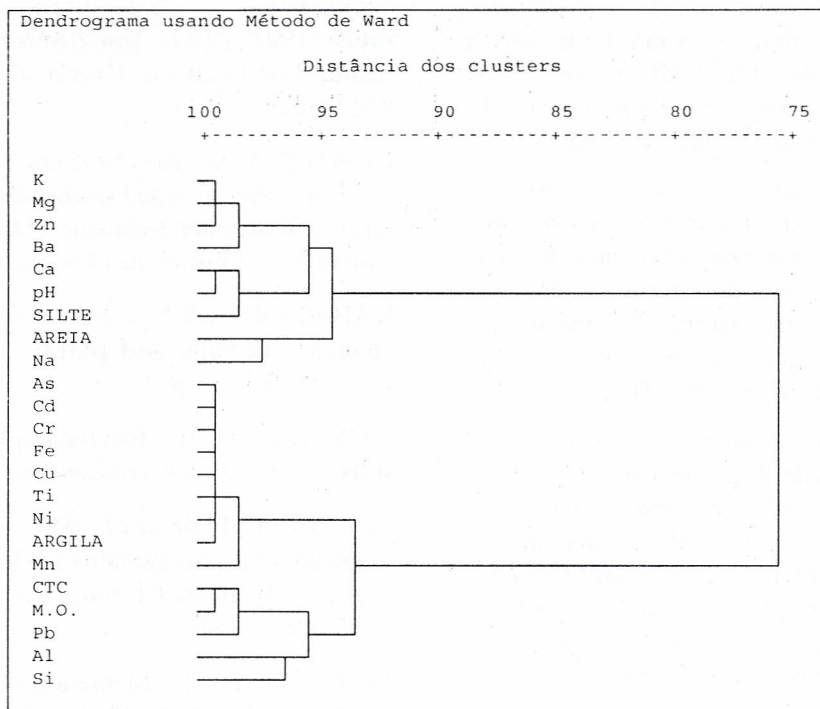 Dendrograma usando Método de Ward
Distância dos clusters
100 95 90 85 80 75
K
Mg
Zn
Ba
Ca
pH
SILTE
AREIA
Na
As
Cd
Cr
Fe
Cu
Ti
Ni
ARGILA
Mn
CTC
M.O.
Pb
Al
Si